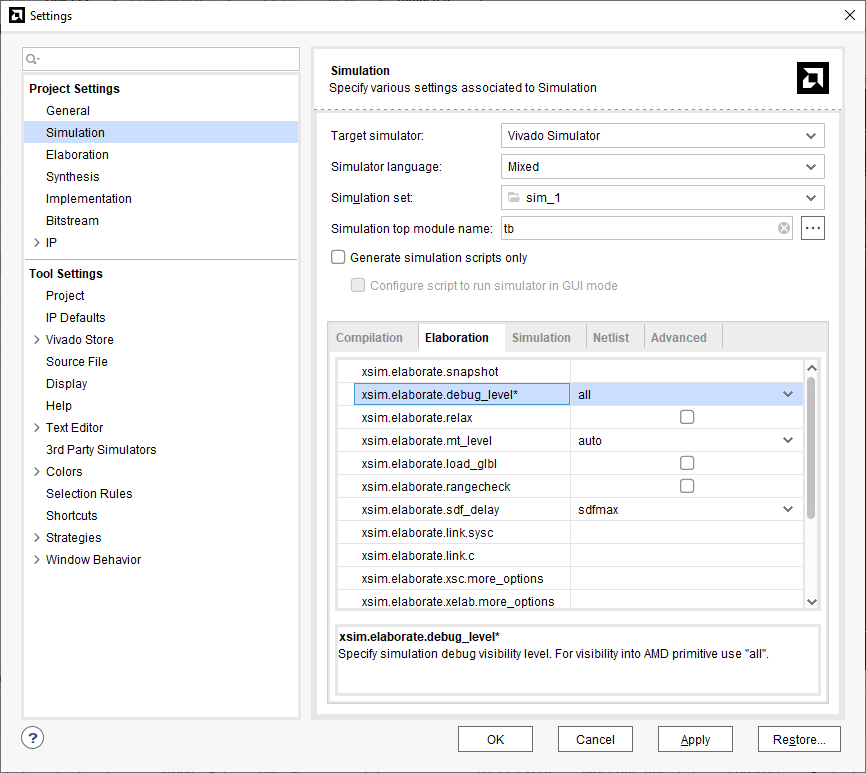 Settings
Project Settings
General
Simulation
Elaboration
Synthesis
Implementation
Bitstream
IP
Tool Settings
Project
IP Defaults
Vivado Store
Source File
Display
Help
Text Editor
3rd Party Simulators
Colors
Selection Rules
Shortcuts
Strategies
Window Behavior
Simulation
Specify various settings associated to Simulation
Target simulator: Vivado Simulator
Simulator language: Mixed
Simulation set: sim_1
Simulation top module name: tb ...
Generate simulation scripts only
Configure script to run simulator in GUI mode
Compilation Elaboration Simulation Netlist Advanced
xsim.elaborate.snapshot
xsim.elaborate.debug_level* all
xsim.elaborate.relax
xsim.elaborate.mt_level auto
xsim.elaborate.load_glbl
xsim.elaborate.rangecheck
xsim.elaborate.sdf_delay sdfmax
xsim.elaborate.link.sysc
xsim.elaborate.link.c
xsim.elaborate.xsc.more_options
xsim.elaborate.xelab.more_options
xsim.elaborate.debug_level*
Specify simulation debug visibility level. For visibility into AMD primitive use "all".
? OK Cancel Apply Restore...